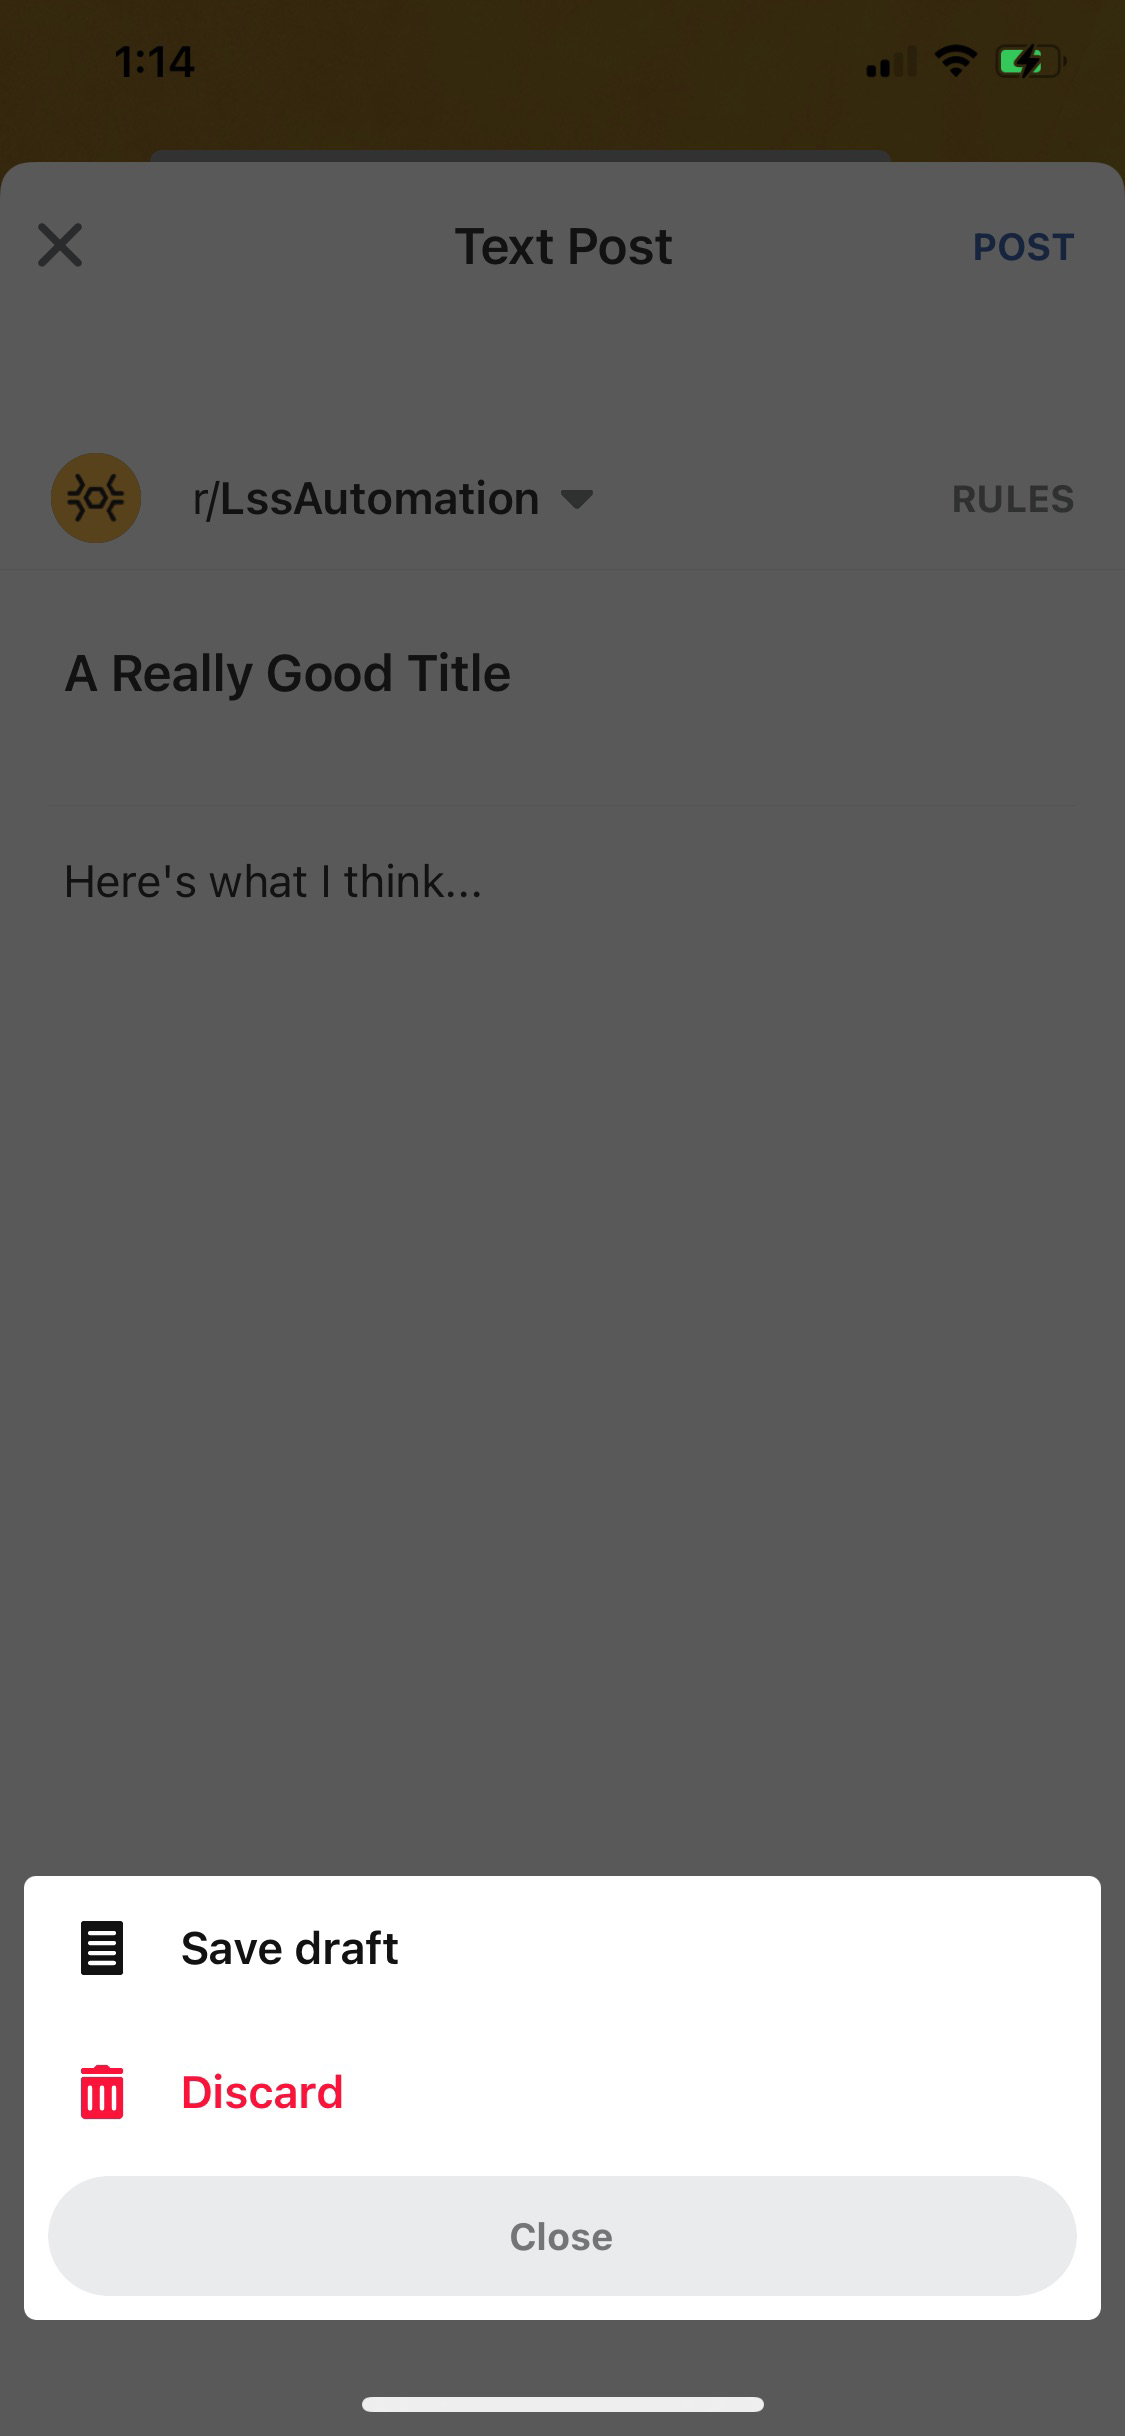 1:14
Text Post
POST
r/LssAutomation
RULES
A Really Good Title
Here's what I think...
Save draft
Discard
Close